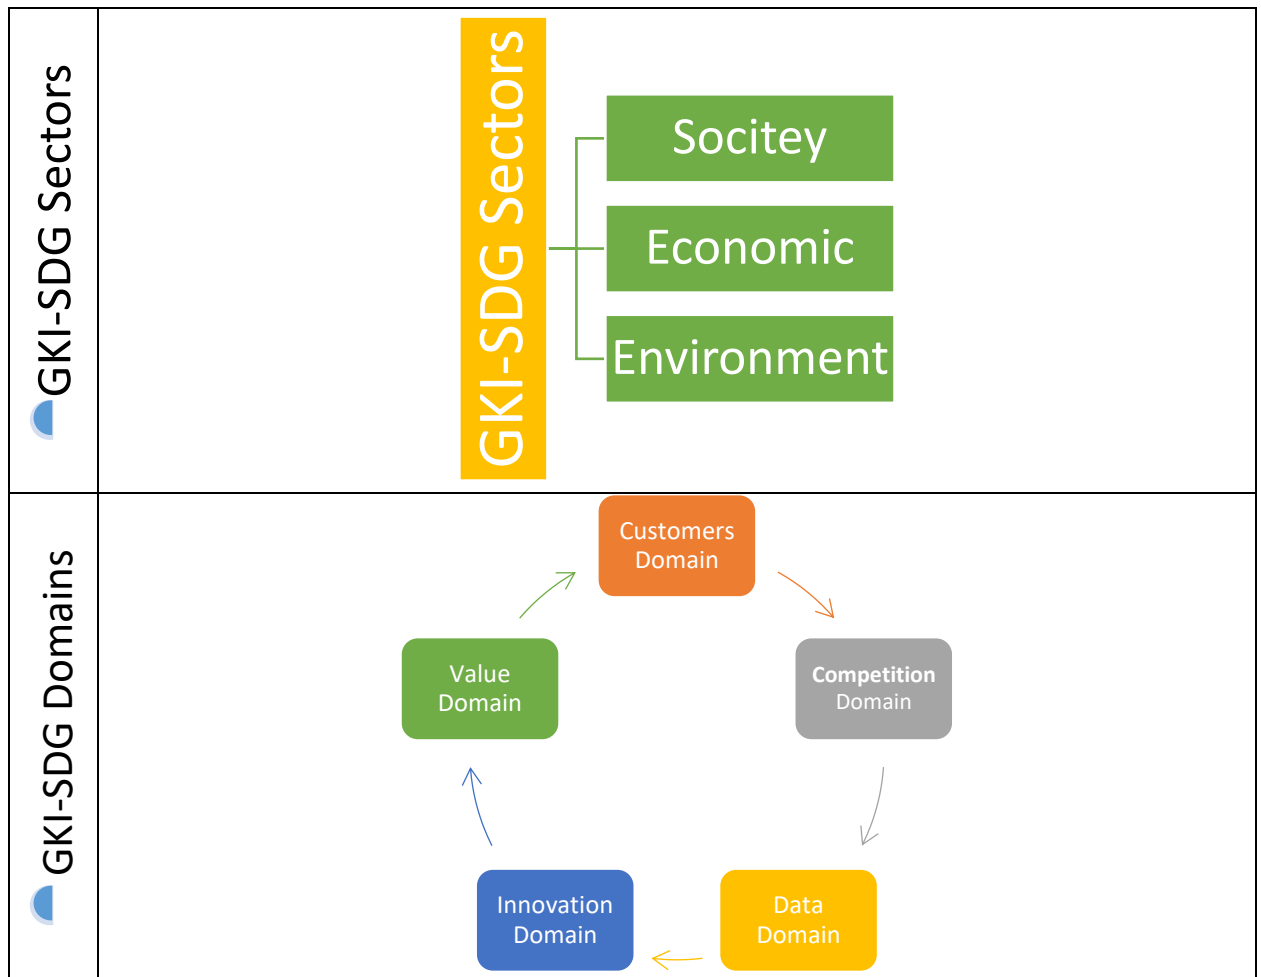 GKI-SDG Sectors
GKI-SDG Sectors
Socitey
Economic
Environment
GKI-SDG Domains
Customers
Domain
Competition
Domain
Data
Domain
Innovation
Domain
Value
Domain